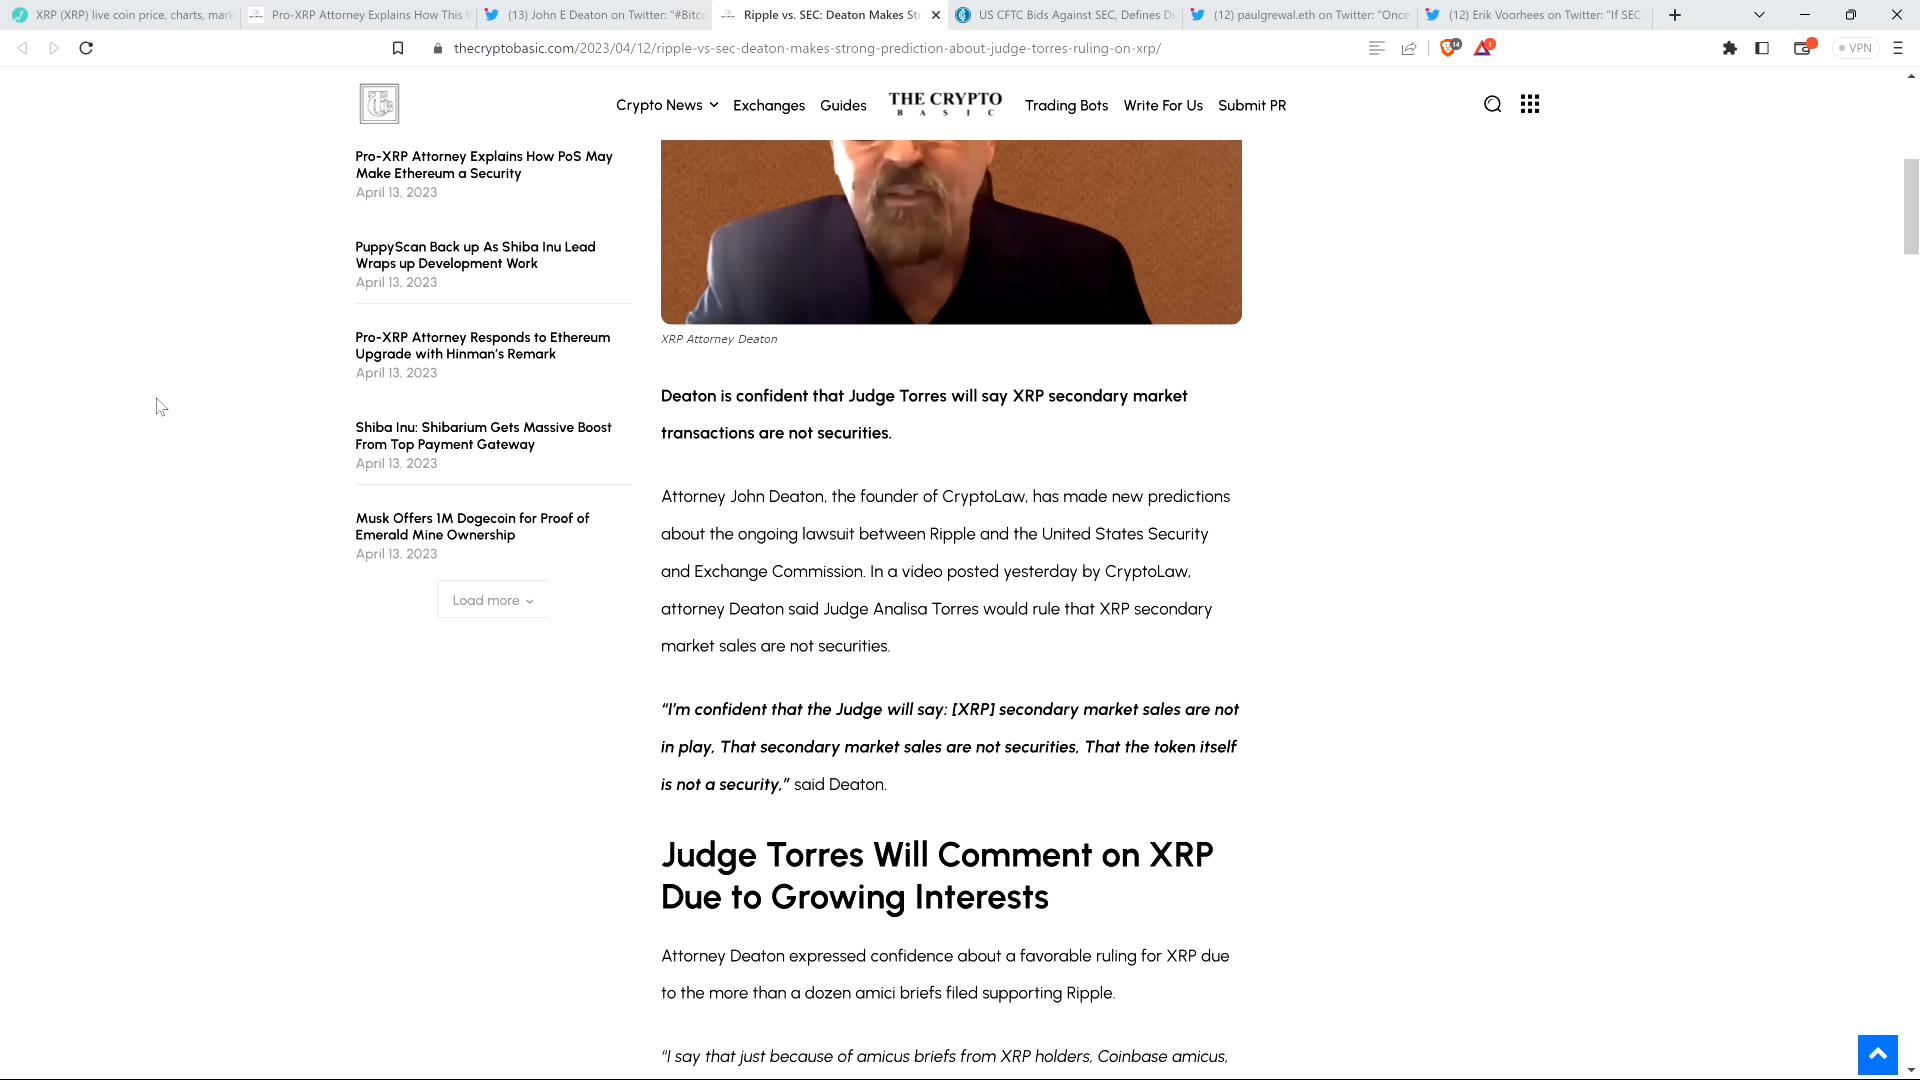 XRP (XRP) live coin price, charts, mark
Pro-XRP Attorney Explains How This
(13) John E Deaton on Twitter: "#Bitco
Ripple vs. SEC: Deaton Makes St
US CFTC Bids Against SEC, Defines Di
(12) paulgrewal.eth on Twitter: "Once
(12) Erik Voorhees on Twitter: "If SEC
thecryptobasic.com/2023/04/12/ripple-vs-sec-deaton-makes-strong-prediction-about-judge-torres-ruling-on-xrp/
14
1
VPN
Crypto News
Exchanges
Guides
THE CRYPTO
BASIC
Trading Bots
Write For Us
Submit PR
Pro-XRP Attorney Explains How PoS May
Make Ethereum a Security
April 13, 2023
PuppyScan Back up As Shiba Inu Lead
Wraps up Development Work
April 13, 2023
Pro-XRP Attorney Responds to Ethereum
Upgrade with Hinman's Remark
April 13, 2023
Shiba Inu: Shibarium Gets Massive Boost
From Top Payment Gateway
April 13, 2023
Musk Offers 1M Dogecoin for Proof of
Emerald Mine Ownership
April 13, 2023
Load more
XRP Attorney Deaton
Deaton is confident that Judge Torres will say XRP secondary market
transactions are not securities.
Attorney John Deaton, the founder of CryptoLaw, has made new predictions
about the ongoing lawsuit between Ripple and the United States Security
and Exchange Commission. In a video posted yesterday by CryptoLaw,
attorney Deaton said Judge Analisa Torres would rule that XRP secondary
market sales are not securities.
“I’m confident that the Judge will say: [XRP] secondary market sales are not
in play, That secondary market sales are not securities, That the token itself
is not a security,” said Deaton.
Judge Torres Will Comment on XRP
Due to Growing Interests
Attorney Deaton expressed confidence about a favorable ruling for XRP due
to the more than a dozen amici briefs filed supporting Ripple.
“I say that just because of amicus briefs from XRP holders, Coinbase amicus,